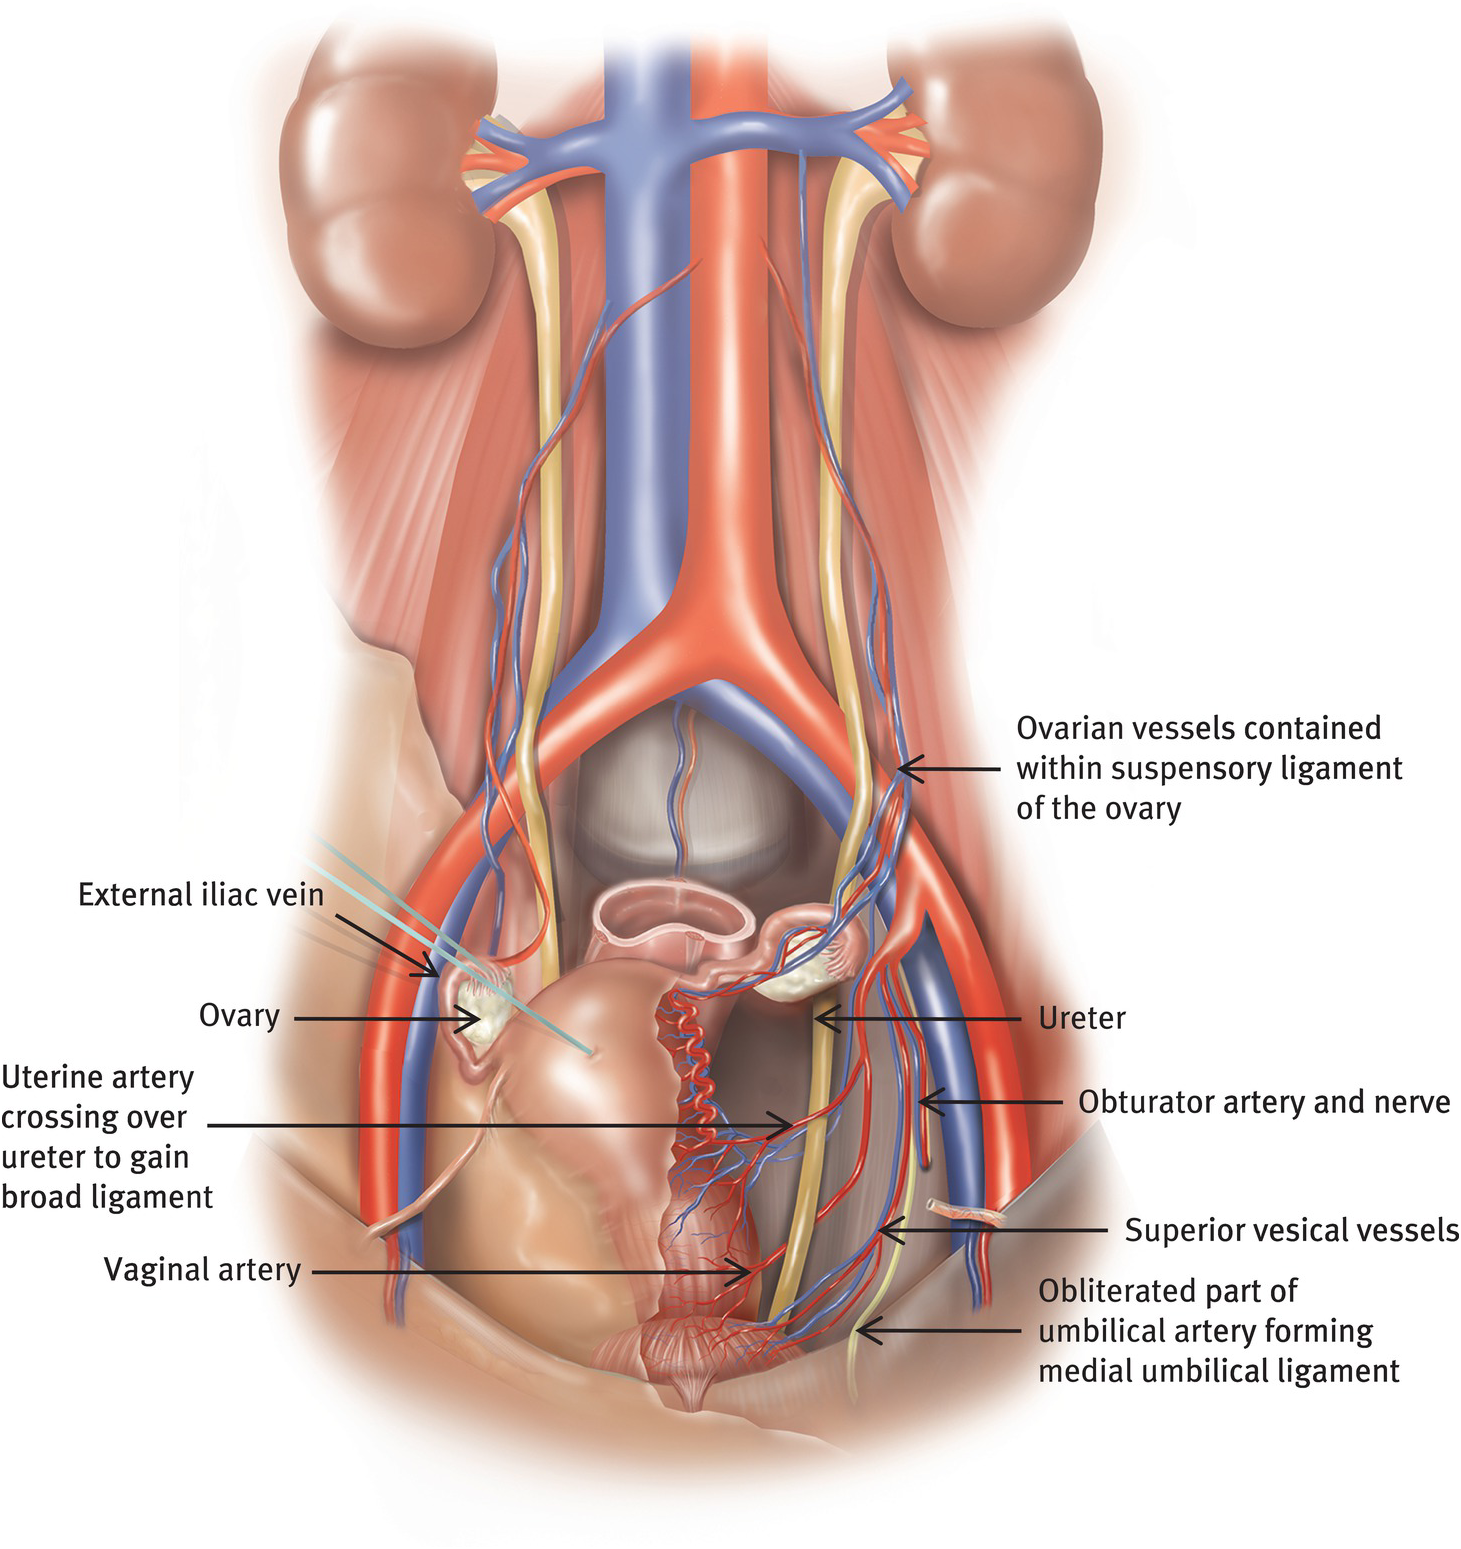 Ovarian vessels contained
within suspensory ligament
of the ovary
External iliac vein
Ovary
Ureter
Uterine artery
crossing over
ureter to gain
broad ligament
Obturator artery and nerve
Superior vesical vessels
Vaginal artery
Obliterated part of
umbilical artery forming
medial umbilical ligament